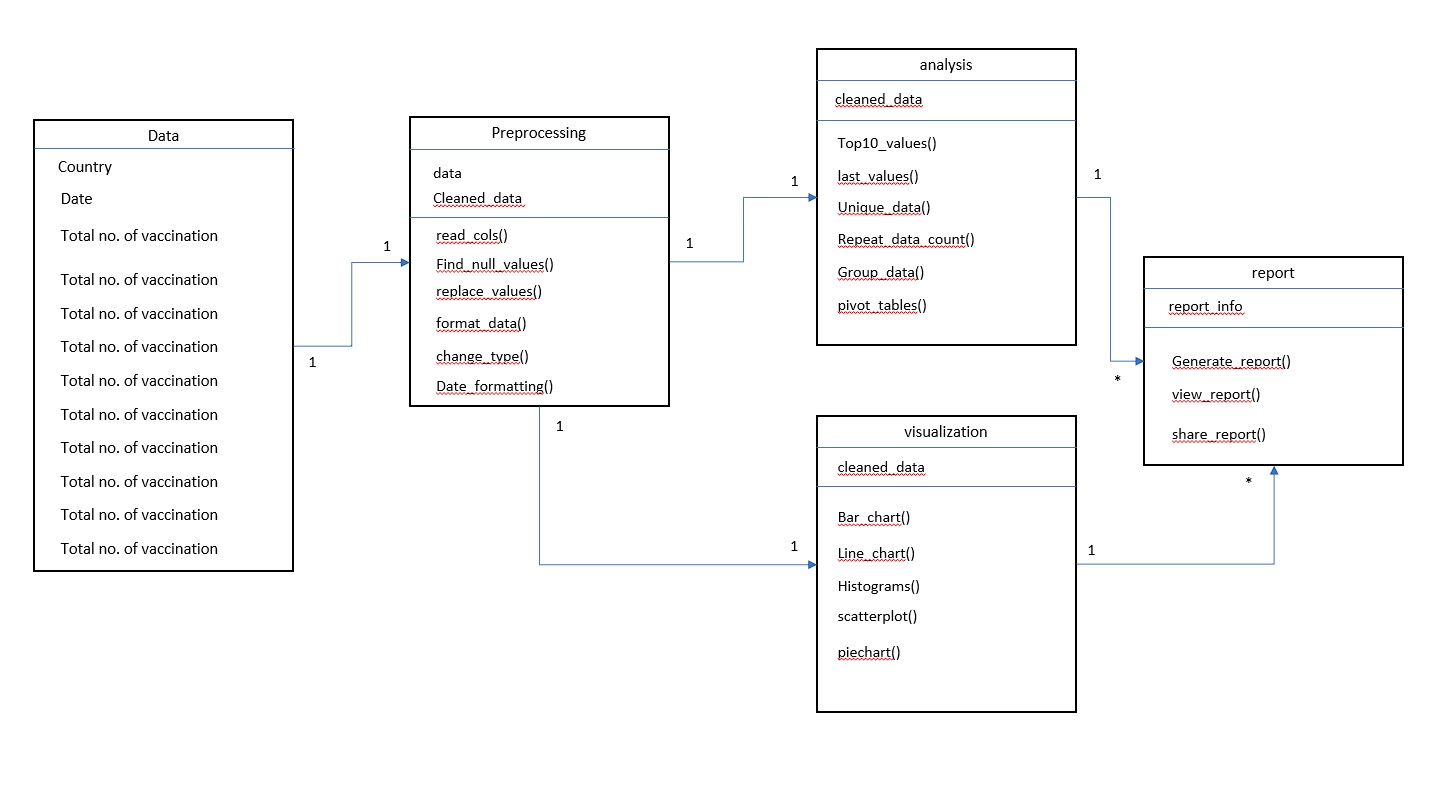 Data
Country
Date
Total no. of vaccination
Total no. of vaccination
Total no. of vaccination
Total no. of vaccination
Total no. of vaccination
Total no. of vaccination
Total no. of vaccination
Total no. of vaccination
Total no. of vaccination
Total no. of vaccination
1
1
Preprocessing
data
Cleaned_data
read_cols()
Find_null_values()
replace_values()
format_data()
change_type()
Date_formatting()
1
1
1
1
analysis
cleaned_data
Top10_values()
last_values()
Unique_data()
Repeat_data_count()
Group_data()
pivot_tables()
1
*
visualization
cleaned_data
Bar_chart()
Line_chart()
Histograms()
scatterplot()
piechart()
1
*
report
report_info
Generate_report()
view_report()
share_report()